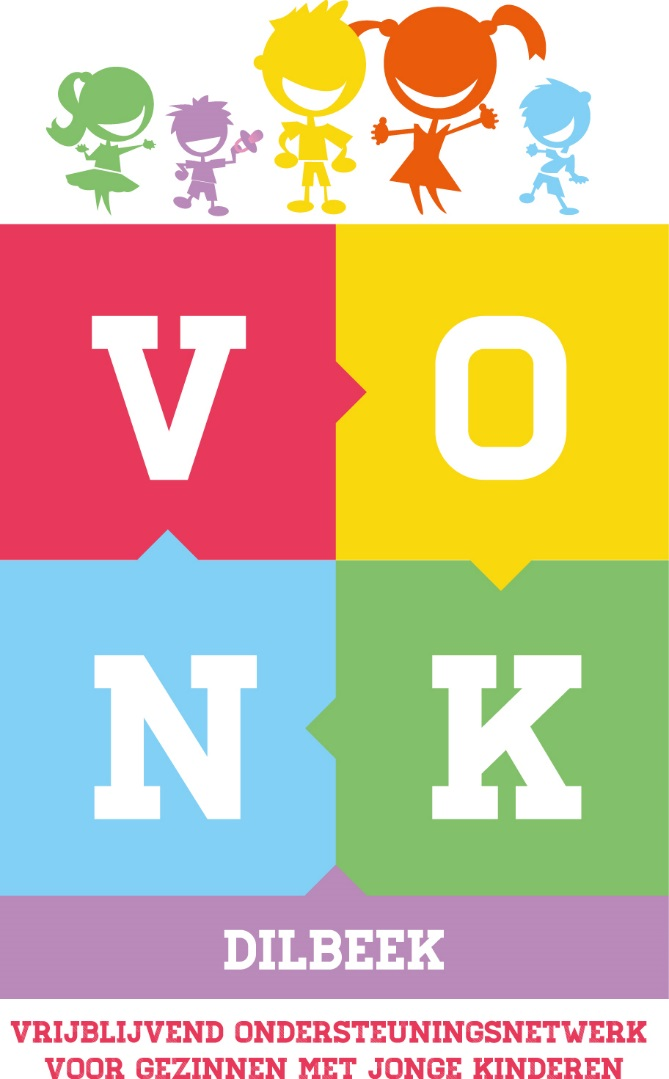 V O
N K
DILBEEK
VRIJBLIJVEND ONDERSTEUNINGSNETWERK
VOOR GEZINNEN MET JONGE KINDEREN